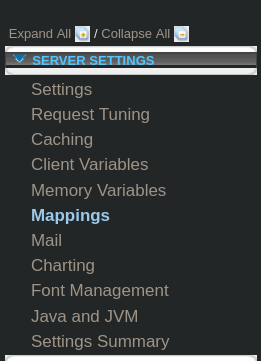 Expand All / Collapse All
SERVER SETTINGS
Settings
Request Tuning
Caching
Client Variables
Memory Variables
Mappings
Mail
Charting
Font Management
Java and JVM
Settings Summary